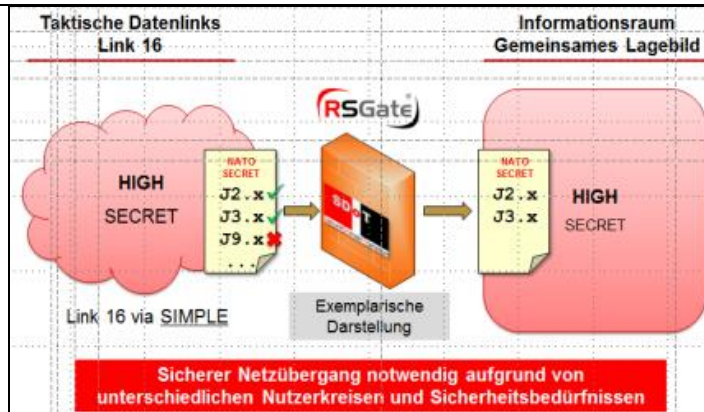 Taktische Datenlinks
Link 16
Informationsraum
Gemeinsames Lagebild
RSGate
HIGH
SECRET
NATO
SECRET
J2.x
J3.x
J9.x
...
SDoT
NATO
SECRET
J2.x
J3.x
HIGH
SECRET
Link 16 via SIMPLE
Exemplarische
Darstellung
Sicherer Netzübergang notwendig aufgrund von
unterschiedlichen Nutzerkreisen und Sicherheitsbedürfnissen